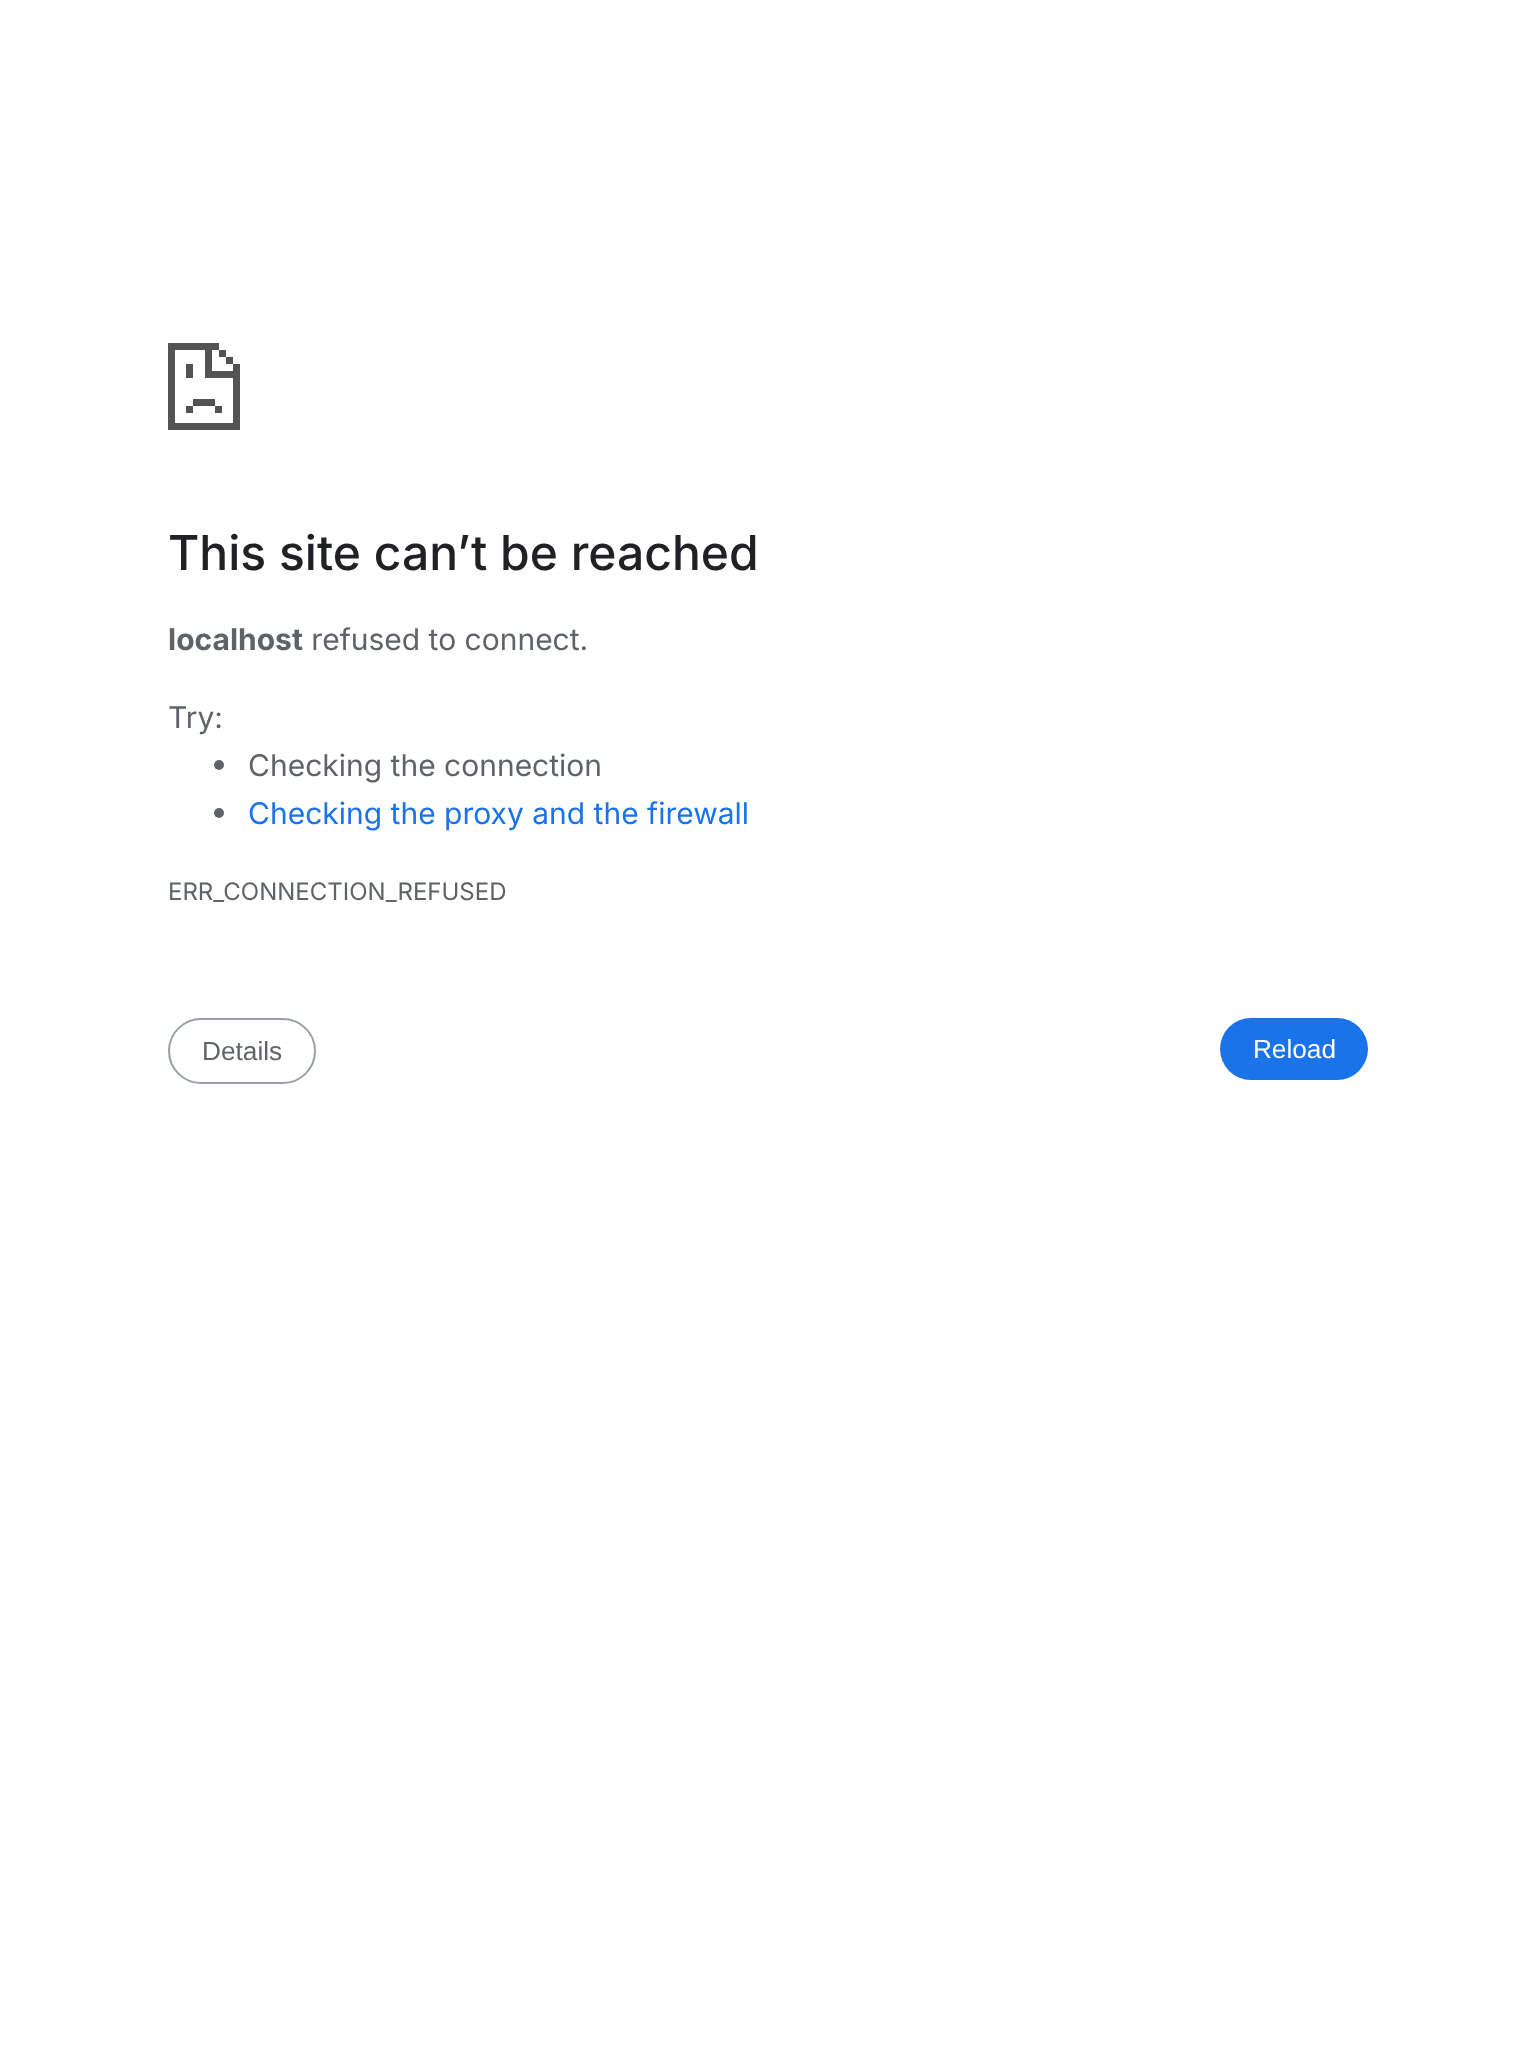 This site can’t be reached
localhost refused to connect.
Try:
Checking the connection
Checking the proxy and the firewall
ERR_CONNECTION_REFUSED
Details
Reload